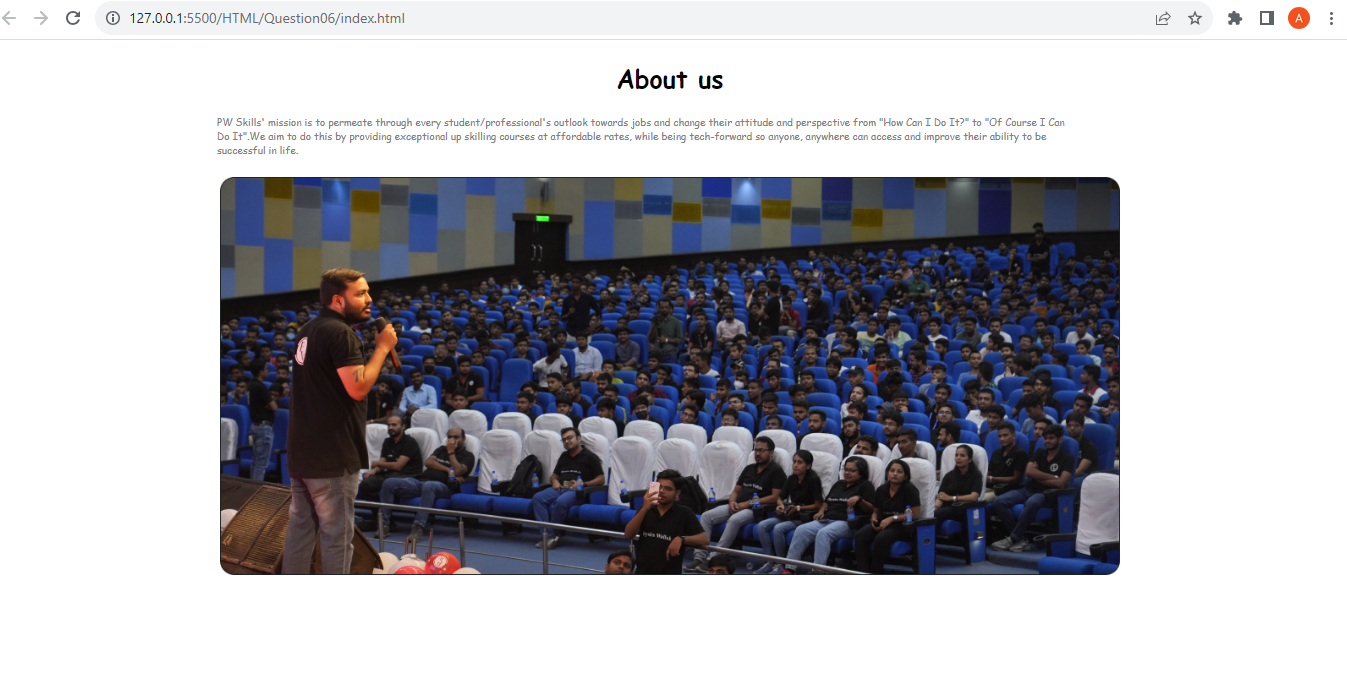 127.0.0.1:5500/HTML/Question06/index.html
A
About us
PW Skills' mission is to permeate through every student/professional's outlook towards jobs and change their attitude and perspective from "How Can I Do It?" to "Of Course I Can
Do It".We aim to do this by providing exceptional up skilling courses at affordable rates, while being tech-forward so anyone, anywhere can access and improve their ability to be
successful in life.